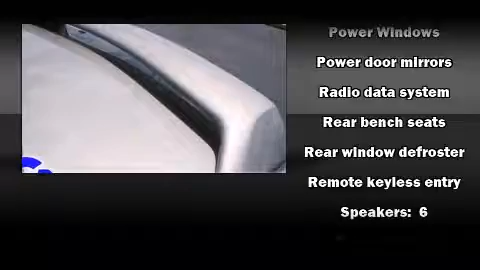 Power Windows
Power door mirrors
Radio data system
Rear bench seats
Rear window defroster
Remote keyless entry
Speakers: 6